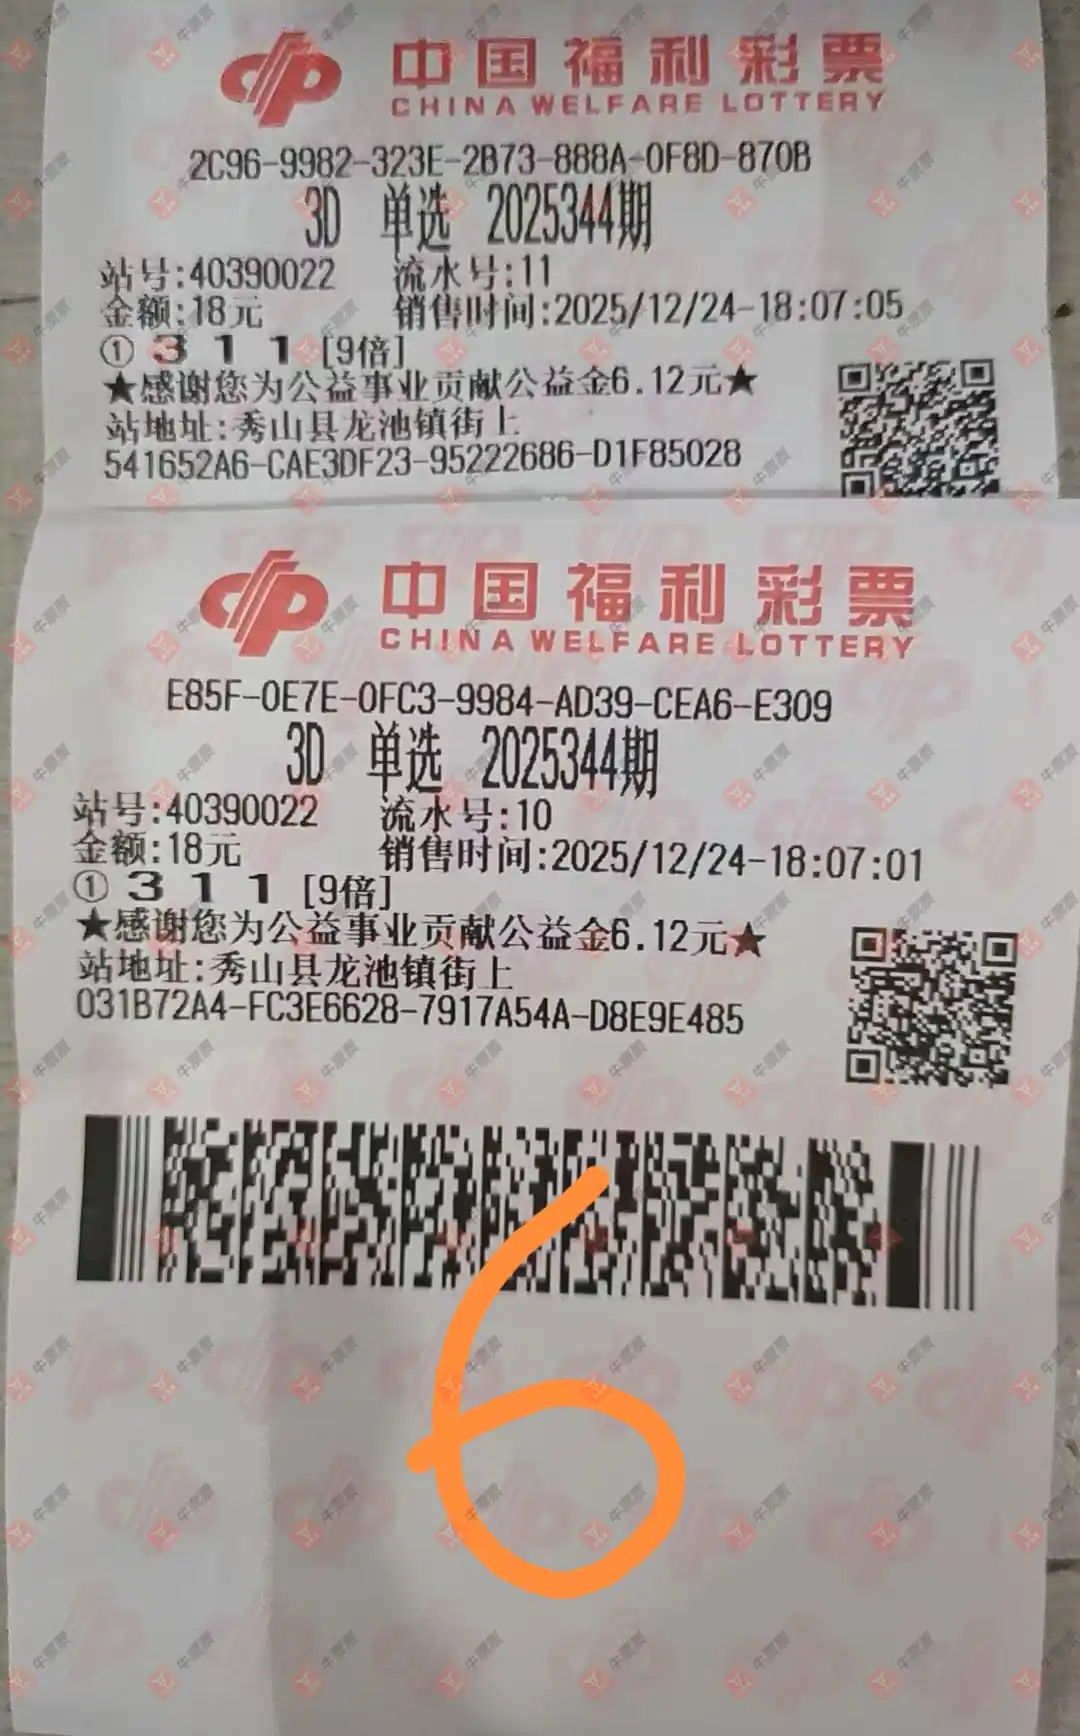 中国福利彩票
CHINA WELFARE LOTTERY
2C96-9982-323E-2B73-888A-0F8D-870B
3D 单选 2025344期
站号:40390022 流水号:11
金额:18元 销售时间:2025/12/24-18:07:05
① 3 1 1 [9倍]
★感谢您为公益事业贡献公益金6.12元★
站地址:秀山县龙池镇街上
541652A6-CAE3DF23-95222686-D1F85028
中国福利彩票
CHINA WELFARE LOTTERY
E85F-0E7E-0FC3-9984-AD39-CEA6-E309
3D 单选 2025344期
站号:40390022 流水号:10
金额:18元 销售时间:2025/12/24-18:07:01
① 3 1 1 [9倍]
★感谢您为公益事业贡献公益金6.12元★
站地址:秀山县龙池镇街上
031B72A4-FC3E6628-7917A54A-D8E9E485
6